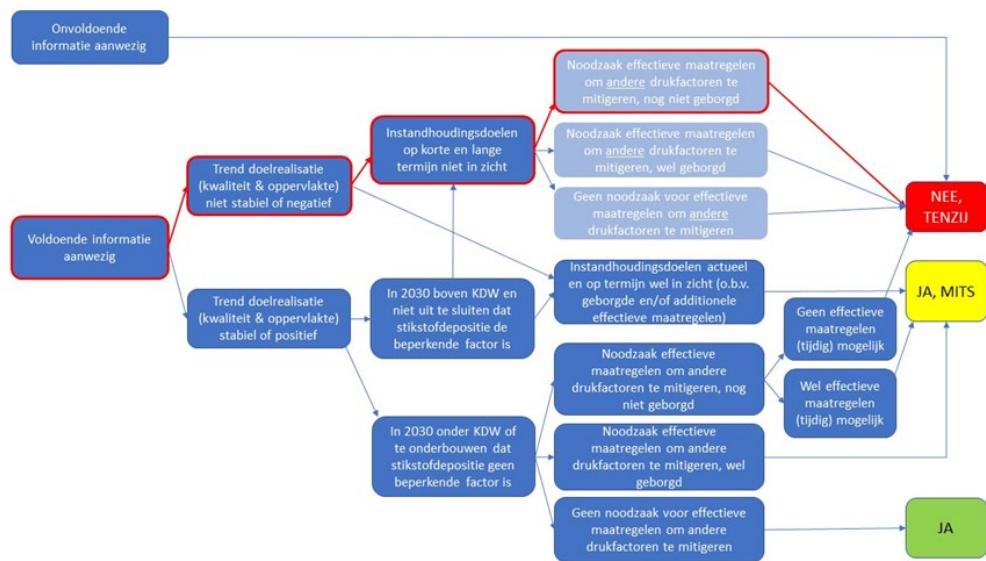 Onvoldoende
informatie aanwezig
Voldoende informatie
aanwezig
Trend doelrealisatie
(kwaliteit & oppervlakte)
niet stabiel of negatief
Trend doelrealisatie
(kwaliteit & oppervlakte)
stabiel of positief
Instandhoudingsdoelen
op korte en lange
termijn niet in zicht
In 2030 boven KDW en
niet uit te sluiten dat
stikstofdepositie de
beperkende factor is
In 2030 onder KDW of
te onderbouwen dat
stikstofdepositie geen
beperkende factor is
Noodzaak effectieve maatregelen
om andere drukfactoren te
mitigeren, nog niet geborgd
Noodzaak effectieve maatregelen
om andere drukfactoren te
mitigeren, wel geborgd
Geen noodzaak voor effectieve
maatregelen om andere
drukfactoren te mitigeren
Instandhoudingsdoelen actueel
en op termijn wel in zicht (o.b.v.
geborgde en/of additionele
effectieve maatregelen)
Noodzaak effectieve
maatregelen om andere
drukfactoren te mitigeren, nog
niet geborgd
Noodzaak effectieve
maatregelen om andere
drukfactoren te mitigeren, wel
geborgd
Geen noodzaak voor effectieve
maatregelen om andere
drukfactoren te mitigeren
Geen effectieve
maatregelen
(tijdig) mogelijk
Wel effectieve
maatregelen
(tijdig) mogelijk
NEE,
TENZIJ
JA, MITS
JA